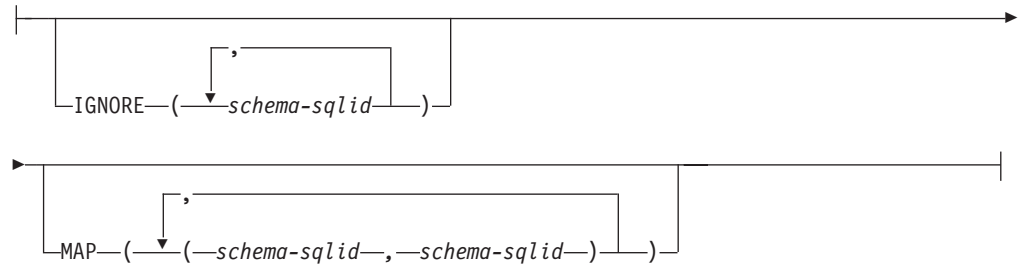 ,
IGNORE ( schema-sqlid )
,
MAP ( ( schema-sqlid , schema-sqlid ) )